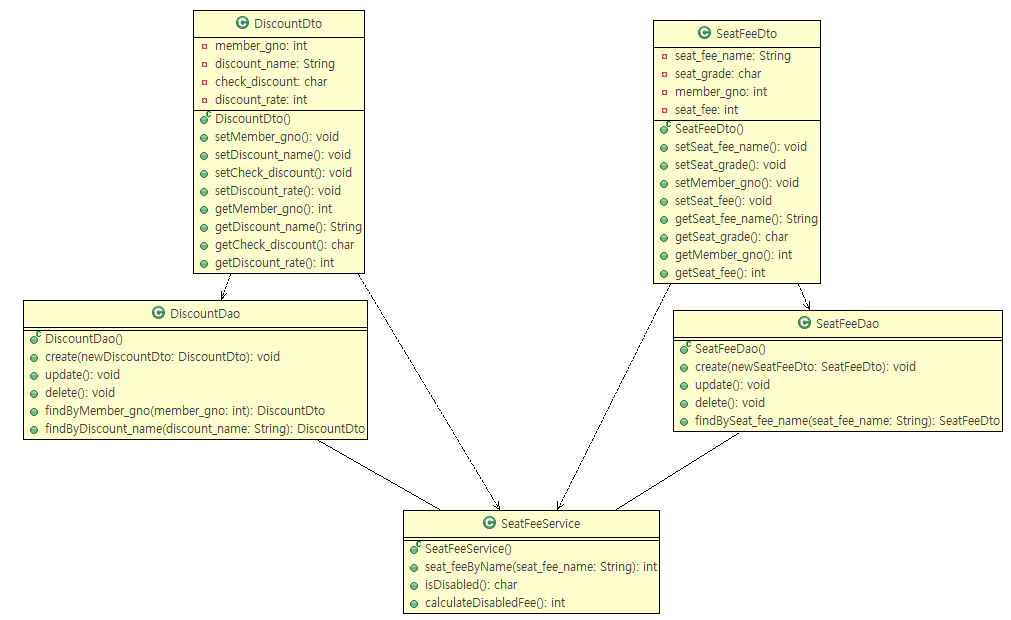 DiscountDto
member_gno: int
discount_name: String
check_discount: char
discount_rate: int
DiscountDto()
setMember_gno(): void
setDiscount_name(): void
setCheck_discount(): void
setDiscount_rate(): void
getMember_gno(): int
getDiscount_name(): String
getCheck_discount(): char
getDiscount_rate(): int
SeatFeeDto
seat_fee_name: String
seat_grade: char
member_gno: int
seat_fee: int
SeatFeeDto()
setSeat_fee_name(): void
setSeat_grade(): void
setMember_gno(): void
setSeat_fee(): void
getSeat_fee_name(): String
getSeat_grade(): char
getMember_gno(): int
getSeat_fee(): int
DiscountDao
DiscountDao()
create(newDiscountDto: DiscountDto): void
update(): void
delete(): void
findByMember_gno(member_gno: int): DiscountDto
findByDiscount_name(discount_name: String): DiscountDto
SeatFeeDao
SeatFeeDao()
create(newSeatFeeDto: SeatFeeDto): void
update(): void
delete(): void
findBySeat_fee_name(seat_fee_name: String): SeatFeeDto
SeatFeeService
SeatFeeService()
seat_feeByName(seat_fee_name: String): int
isDisabled(): char
calculateDisabledFee(): int